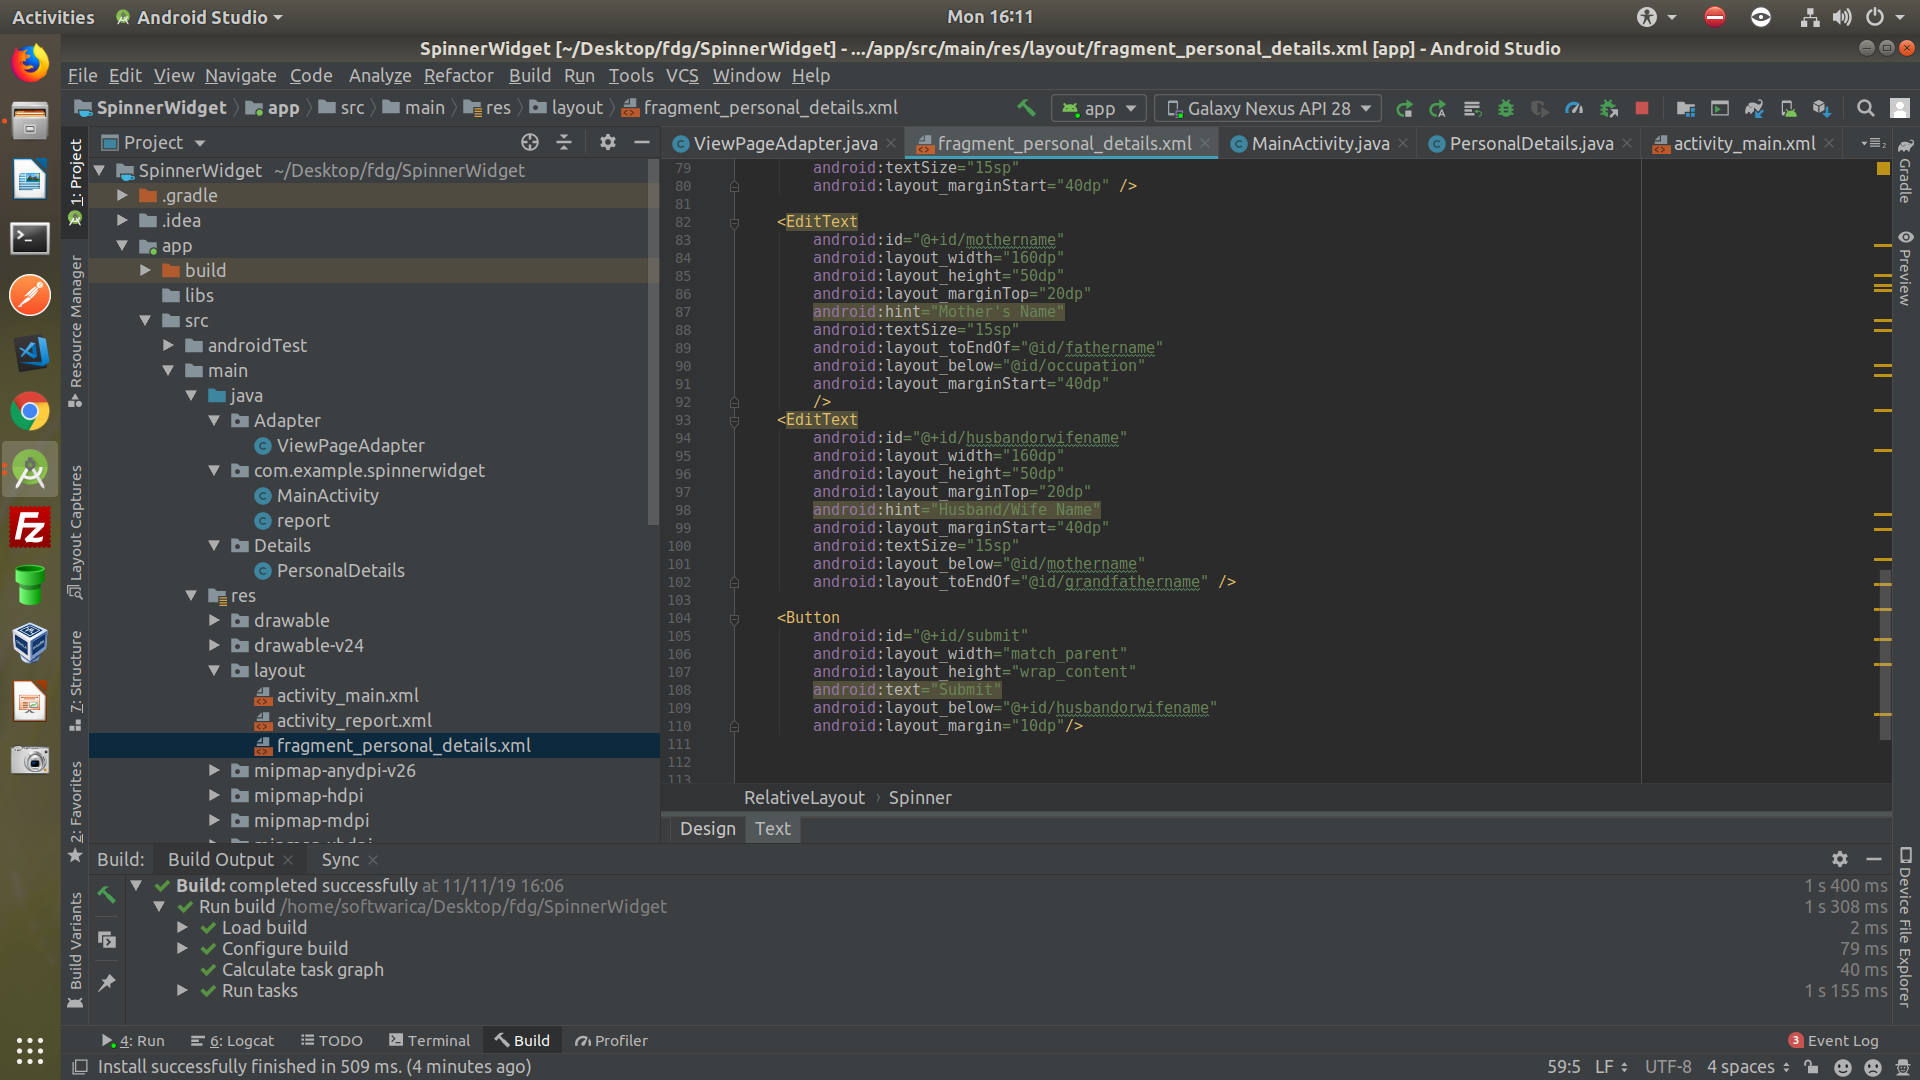 Activities
Android Studio
Mon 16:11
SpinnerWidget [~/Desktop/fdg/SpinnerWidget] - .../app/src/main/res/layout/fragment_personal_details.xml [app] - Android Studio
File Edit View Navigate Code Analyze Refactor Build Run Tools VCS Window Help
SpinnerWidget app src main res layout fragment_personal_details.xml
app
Galaxy Nexus API 28
Project
ViewPageAdapter.java
fragment_personal_details.xml
MainActivity.java
PersonalDetails.java
activity_main.xml
1: Project
Resource Manager
Layout Captures
7: Structure
2: Favorites
Build Variants
SpinnerWidget ~/Desktop/fdg/SpinnerWidget
.gradle
.idea
app
build
libs
src
androidTest
main
java
Adapter
ViewPageAdapter
com.example.spinnerwidget
MainActivity
report
Details
PersonalDetails
res
drawable
drawable-v24
layout
activity_main.xml
activity_report.xml
fragment_personal_details.xml
mipmap-anydpi-v26
mipmap-hdpi
mipmap-mdpi
79 android:textSize="15sp"
80 android:layout_marginStart="40dp" />
81
82 <EditText
83 android:id="@+id/mothername"
84 android:layout_width="160dp"
85 android:layout_height="50dp"
86 android:layout_marginTop="20dp"
87 android:hint="Mother's Name"
88 android:textSize="15sp"
89 android:layout_toEndOf="@id/fathername"
90 android:layout_below="@id/occupation"
91 android:layout_marginStart="40dp"
92 />
93 <EditText
94 android:id="@+id/husbandorwifename"
95 android:layout_width="160dp"
96 android:layout_height="50dp"
97 android:layout_marginTop="20dp"
98 android:hint="Husband/Wife Name"
99 android:layout_marginStart="40dp"
100 android:textSize="15sp"
101 android:layout_below="@id/mothername"
102 android:layout_toEndOf="@id/grandfathername" />
103
104 <Button
105 android:id="@+id/submit"
106 android:layout_width="match_parent"
107 android:layout_height="wrap_content"
108 android:text="Submit"
109 android:layout_below="@+id/husbandorwifename"
110 android:layout_margin="10dp"/>
111
112
113
RelativeLayout › Spinner
Design Text
Gradle
Preview
Device File Explorer
Build: Build Output Sync
Build: completed successfully at 11/11/19 16:06 1 s 400 ms
Run build /home/softwarica/Desktop/fdg/SpinnerWidget 1 s 308 ms
Load build 2 ms
Configure build 79 ms
Calculate task graph 40 ms
Run tasks 1 s 155 ms
4: Run 6: Logcat TODO Terminal Build Profiler 3 Event Log
Install successfully finished in 509 ms. (4 minutes ago) 59:5 LF UTF-8 4 spaces